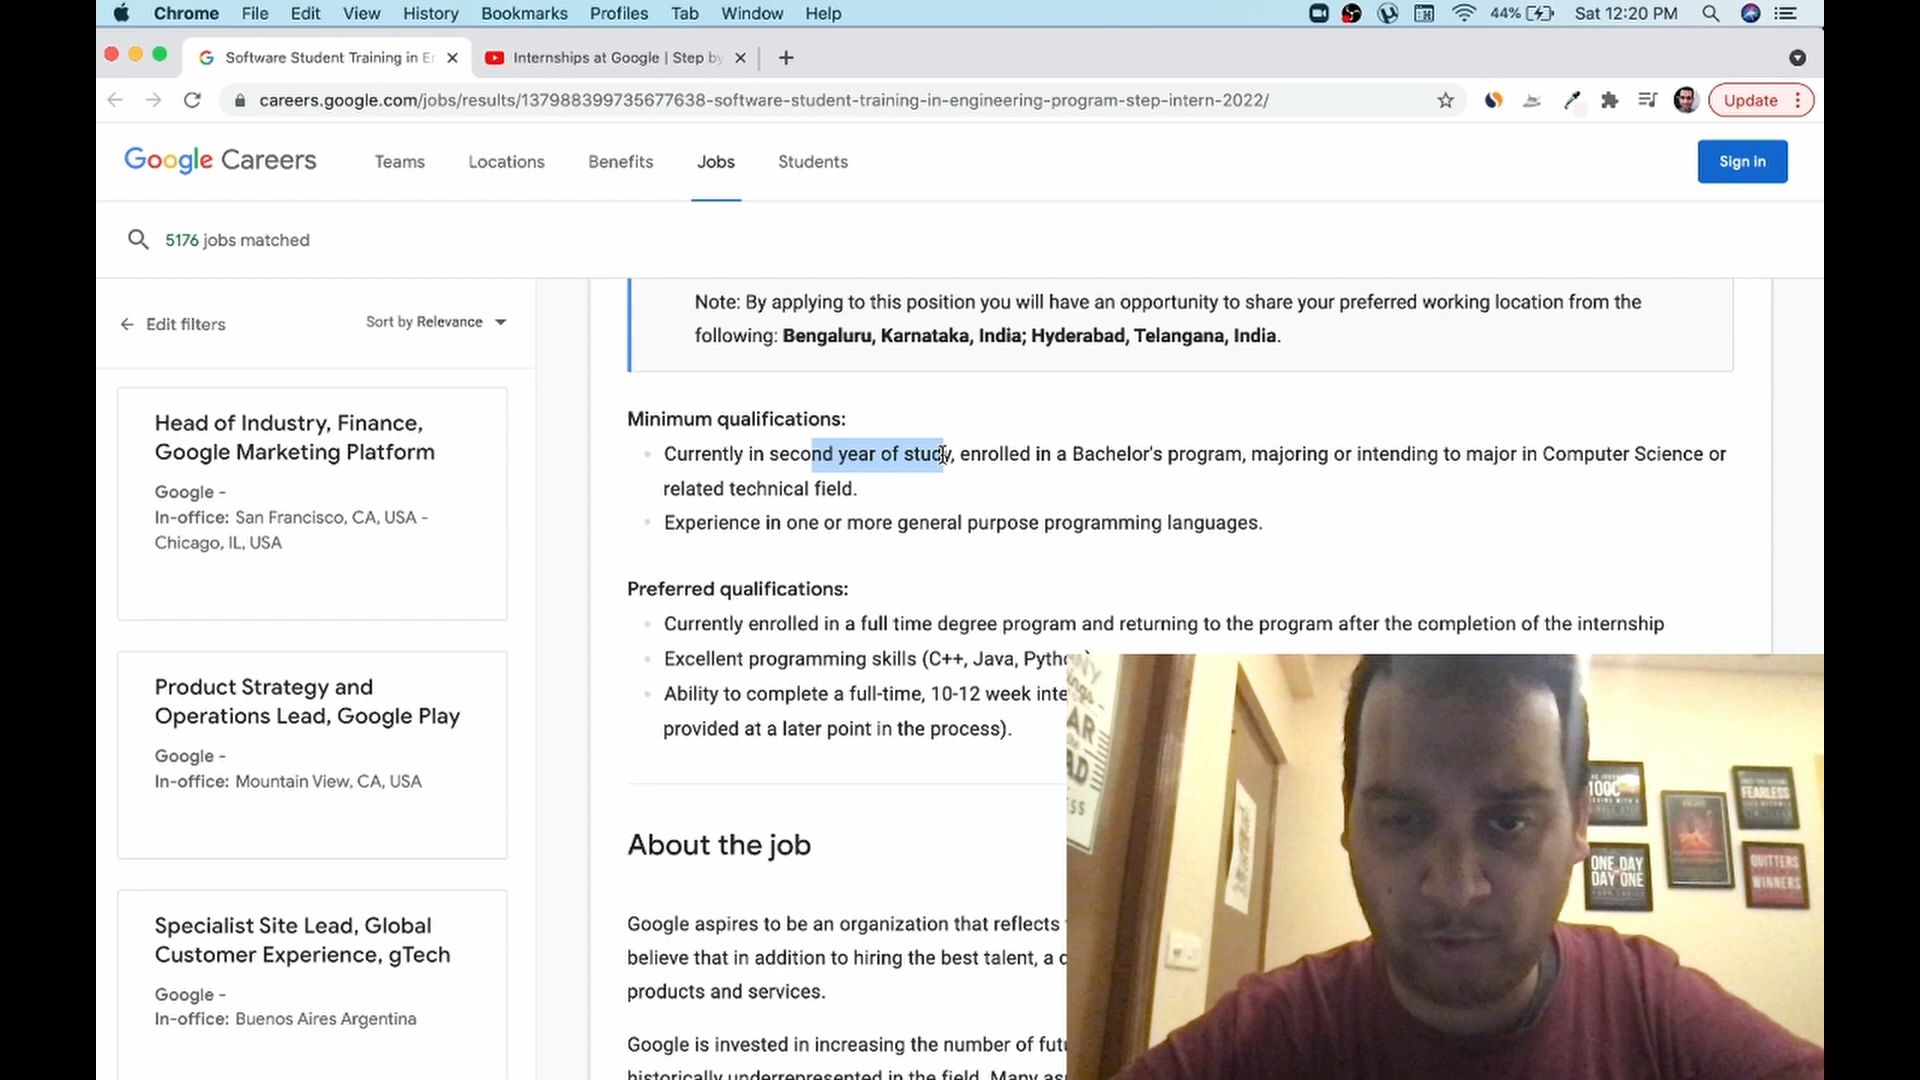 Chrome File Edit View History Bookmarks Profiles Tab Window Help 44% Sat 12:20 PM
Software Student Training in E
Internships at Google | Step by
careers.google.com/jobs/results/137988399735677638-software-student-training-in-engineering-program-step-intern-2022/
Update
Google Careers Teams Locations Benefits Jobs Students Sign in
5176 jobs matched
Edit filters Sort by Relevance
Head of Industry, Finance,
Google Marketing Platform
Google -
In-office: San Francisco, CA, USA -
Chicago, IL, USA
Product Strategy and
Operations Lead, Google Play
Google -
In-office: Mountain View, CA, USA
Specialist Site Lead, Global
Customer Experience, gTech
Google -
In-office: Buenos Aires Argentina
Note: By applying to this position you will have an opportunity to share your preferred working location from the
following: Bengaluru, Karnataka, India; Hyderabad, Telangana, India.
Minimum qualifications:
Currently in second year of study, enrolled in a Bachelor's program, majoring or intending to major in Computer Science or
related technical field.
Experience in one or more general purpose programming languages.
Preferred qualifications:
Currently enrolled in a full time degree program and returning to the program after the completion of the internship
Excellent programming skills (C++, Java, Pytho
Ability to complete a full-time, 10-12 week inte
provided at a later point in the process).
About the job
Google aspires to be an organization that reflects
believe that in addition to hiring the best talent, a
products and services.
Google is invested in increasing the number of futu
historically underrepresented in the field. Many as
FEARLESS
ONE DAY
DAY ONE
QUITTERS
WINNERS